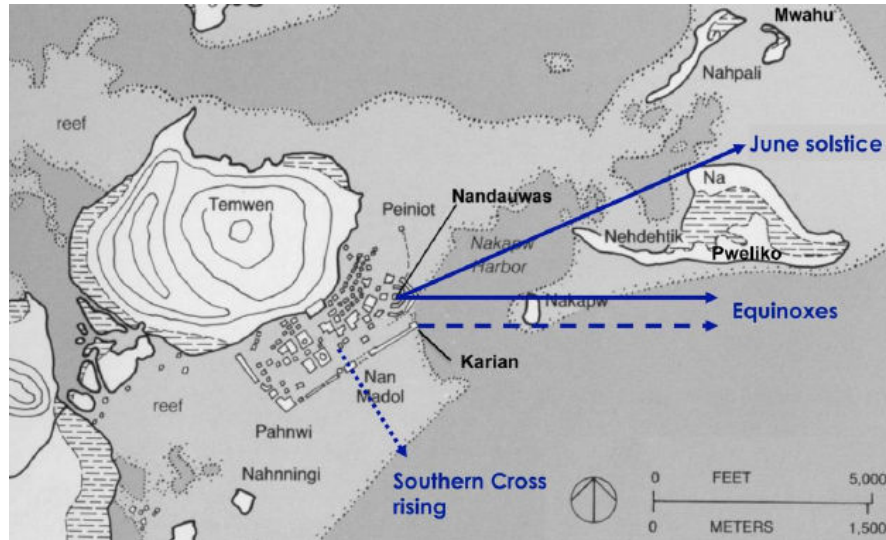 Mwahu
Nahpali
reef
June solstice
Na
Temwen
Nandauwas
Peiniot
Nakapw
Harbor
Nehdehtik
Pweliko
Nakapw
Equinoxes
Karian
Nan
Madol
reef
Pahnwi
Nahnningi
Southern Cross
rising
0 FEET 5,000
0 METERS 1,500